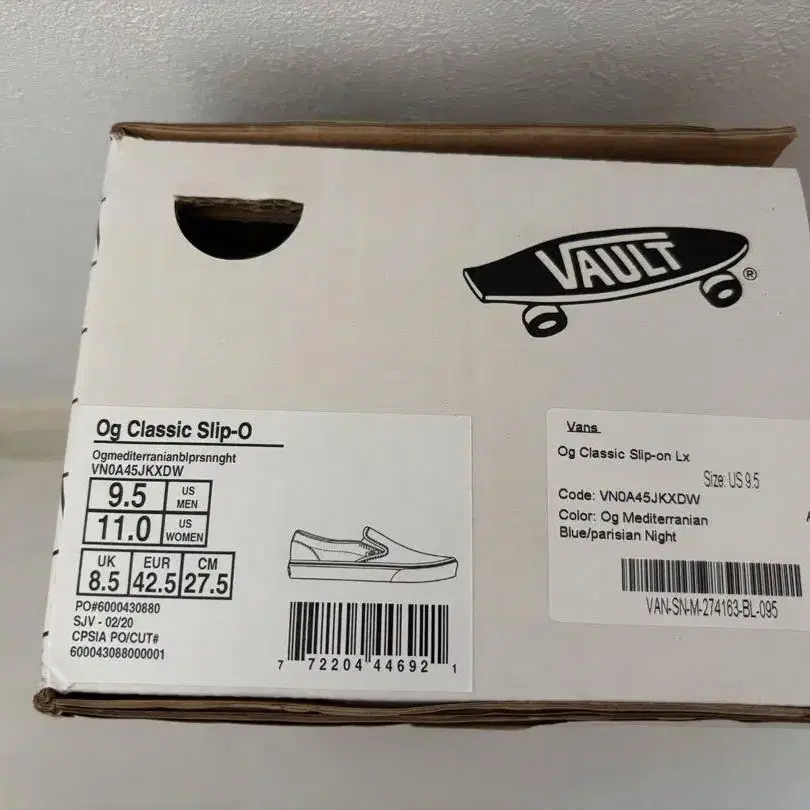 VAULT
®
Og Classic Slip-O
Ogmediterranianblprsnnght
VN0A45JKXDW
9.5 US MEN
11.0 US WOMEN
UK EUR CM
8.5 42.5 27.5
PO#6000430880
SJV - 02/20
CPSIA PO/CUT#
600043088000001
7 72204 44692 1
Vans
Og Classic Slip-on Lx
Size: US 9.5
Code: VN0A45JKXDW
Color: Og Mediterranian
Blue/parisian Night
VAN-SN-M-274163-BL-095